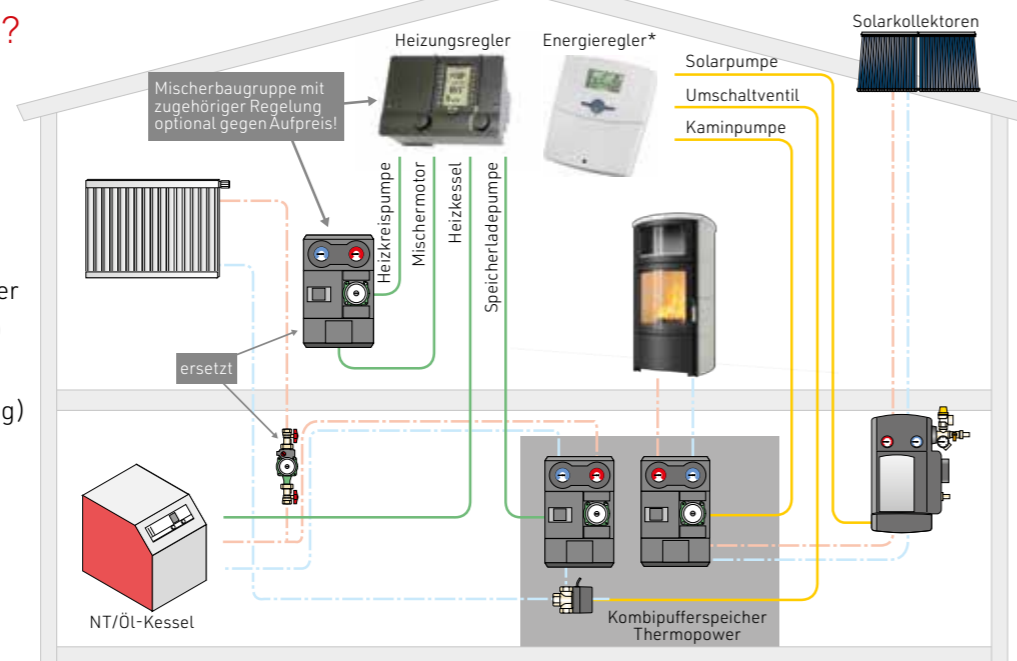 ?
Heizungsregler
Energieregler*
Solarkollektoren
Mischerbaugruppe mit
zugehöriger Regelung
optional gegen Aufpreis!
Solarpumpe
Umschaltventil
Kaminpumpe
Heizkreispumpe
Mischermotor
Heizkessel
Speicherladepumpe
er
ersetzt
g)
NT/Öl-Kessel
Kombipufferspeicher
Thermopower